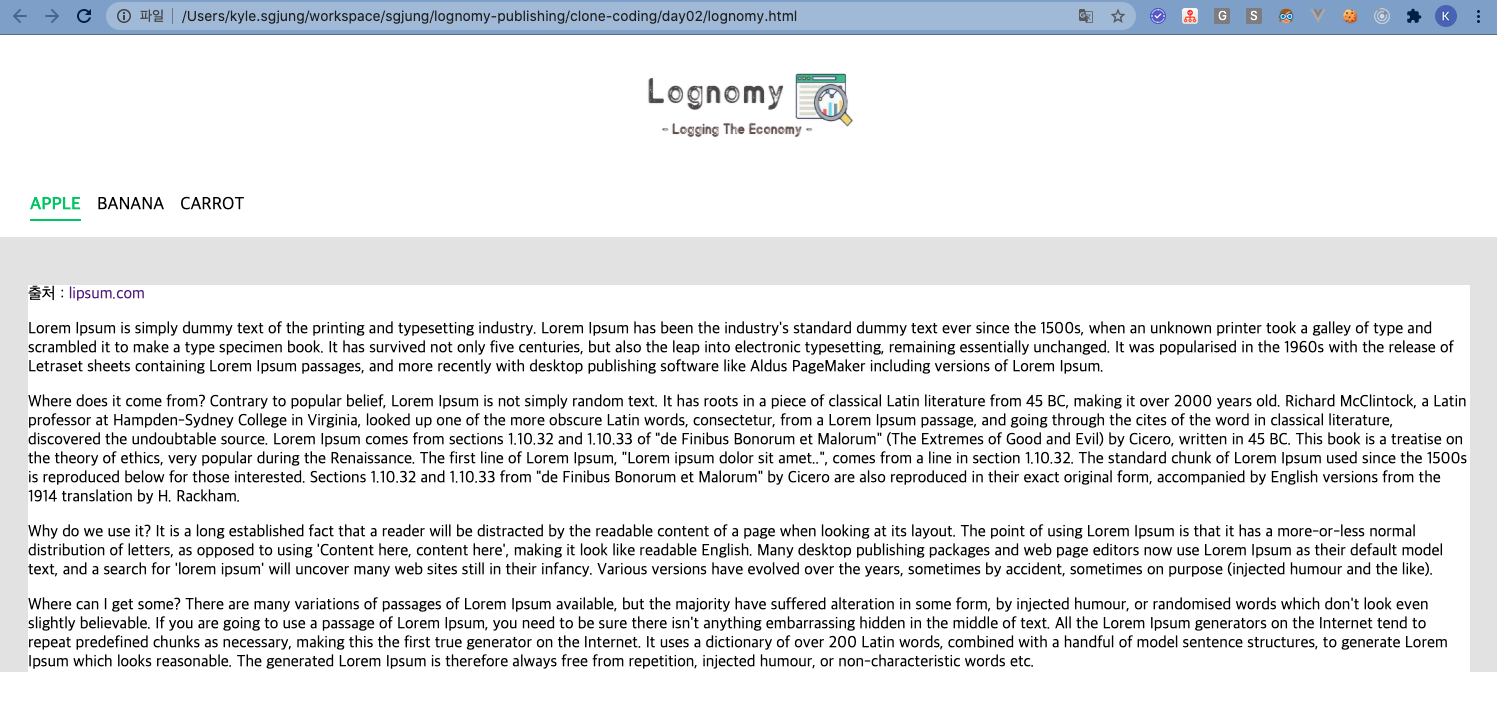 파일 /Users/kyle.sgjung/workspace/sgjung/lognomy-publishing/clone-coding/day02/lognomy.html G S K
Lognomy
- Logging The Economy -
APPLE BANANA CARROT
출처 : lipsum.com
Lorem Ipsum is simply dummy text of the printing and typesetting industry. Lorem Ipsum has been the industry's standard dummy text ever since the 1500s, when an unknown printer took a galley of type and
scrambled it to make a type specimen book. It has survived not only five centuries, but also the leap into electronic typesetting, remaining essentially unchanged. It was popularised in the 1960s with the release of
Letraset sheets containing Lorem Ipsum passages, and more recently with desktop publishing software like Aldus PageMaker including versions of Lorem Ipsum.
Where does it come from? Contrary to popular belief, Lorem Ipsum is not simply random text. It has roots in a piece of classical Latin literature from 45 BC, making it over 2000 years old. Richard McClintock, a Latin
professor at Hampden-Sydney College in Virginia, looked up one of the more obscure Latin words, consectetur, from a Lorem Ipsum passage, and going through the cites of the word in classical literature,
discovered the undoubtable source. Lorem Ipsum comes from sections 1.10.32 and 1.10.33 of "de Finibus Bonorum et Malorum" (The Extremes of Good and Evil) by Cicero, written in 45 BC. This book is a treatise on
the theory of ethics, very popular during the Renaissance. The first line of Lorem Ipsum, "Lorem ipsum dolor sit amet..", comes from a line in section 1.10.32. The standard chunk of Lorem Ipsum used since the 1500s
is reproduced below for those interested. Sections 1.10.32 and 1.10.33 from "de Finibus Bonorum et Malorum" by Cicero are also reproduced in their exact original form, accompanied by English versions from the
1914 translation by H. Rackham.
Why do we use it? It is a long established fact that a reader will be distracted by the readable content of a page when looking at its layout. The point of using Lorem Ipsum is that it has a more-or-less normal
distribution of letters, as opposed to using 'Content here, content here', making it look like readable English. Many desktop publishing packages and web page editors now use Lorem Ipsum as their default model
text, and a search for 'lorem ipsum' will uncover many web sites still in their infancy. Various versions have evolved over the years, sometimes by accident, sometimes on purpose (injected humour and the like).
Where can I get some? There are many variations of passages of Lorem Ipsum available, but the majority have suffered alteration in some form, by injected humour, or randomised words which don't look even
slightly believable. If you are going to use a passage of Lorem Ipsum, you need to be sure there isn't anything embarrassing hidden in the middle of text. All the Lorem Ipsum generators on the Internet tend to
repeat predefined chunks as necessary, making this the first true generator on the Internet. It uses a dictionary of over 200 Latin words, combined with a handful of model sentence structures, to generate Lorem
Ipsum which looks reasonable. The generated Lorem Ipsum is therefore always free from repetition, injected humour, or non-characteristic words etc.